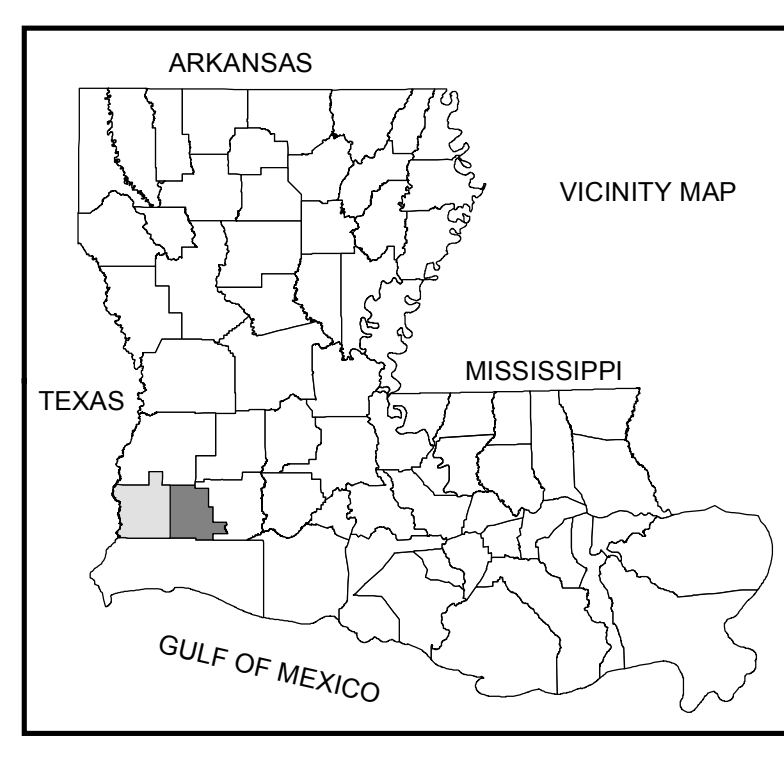 ARKANSAS
VICINITY MAP
MISSISSIPPI
TEXAS
GULF OF MEXICO